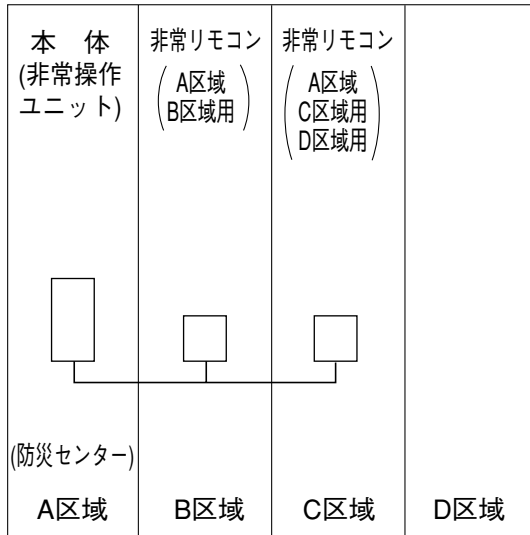 本　体
(非常操作
ユニット)
非常リモコン
(A区域
B区域用)
非常リモコン
(A区域
C区域用
D区域用)
(防災センター)
A区域
B区域
C区域
D区域